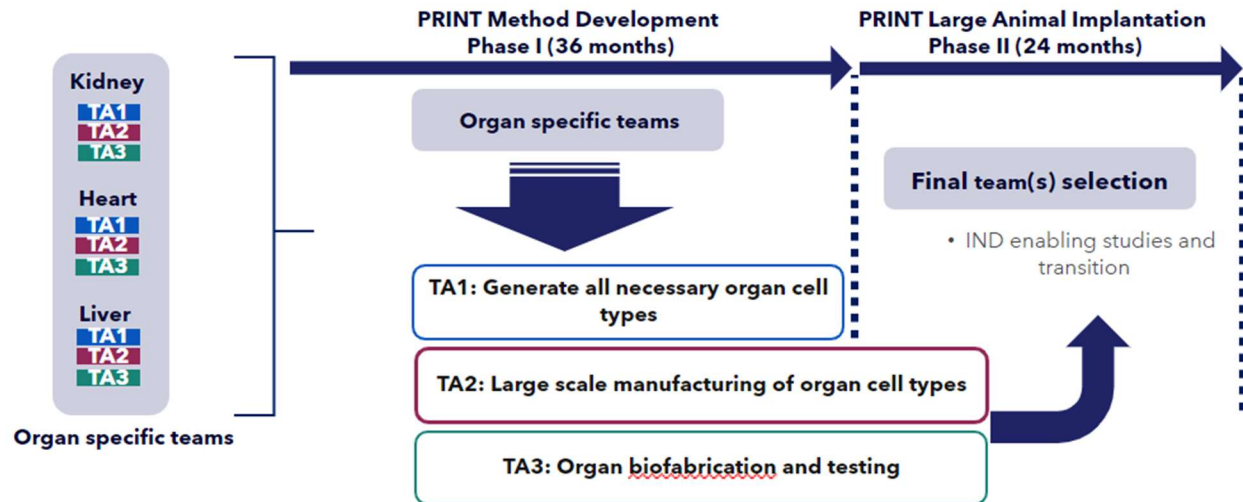 PRINT Method Development
Phase I (36 months)
PRINT Large Animal Implantation
Phase II (24 months)
Kidney
TA1
TA2
TA3
Heart
TA1
TA2
TA3
Liver
TA1
TA2
TA3
Organ specific teams
Organ specific teams
TA1: Generate all necessary organ cell
types
TA2: Large scale manufacturing of organ cell types
TA3: Organ biofabrication and testing
Final team(s) selection
• IND enabling studies and
transition